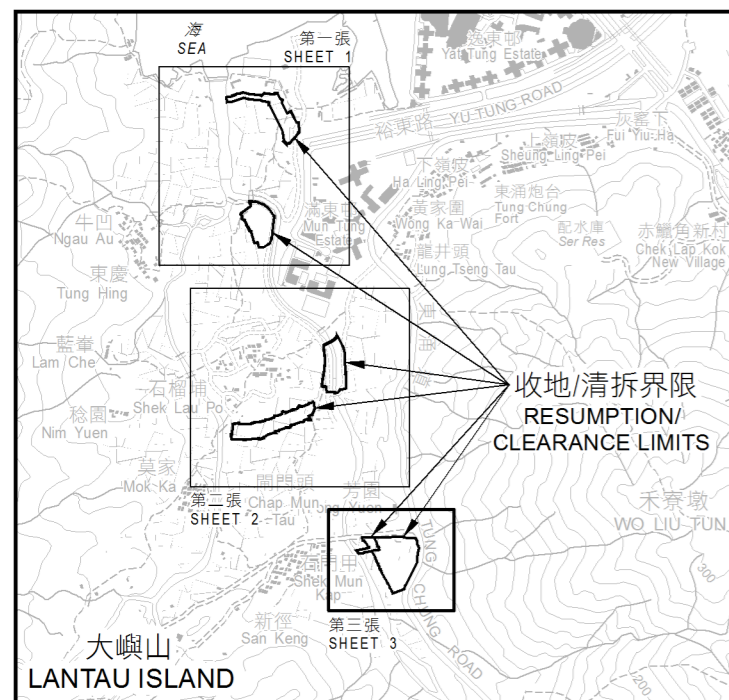 海
SEA
第一張
SHEET 1
逸東邨
Yat Tung Estate
裕東路 YU TUNG ROAD
灰窰下
Fui Yiu Ha
上嶺皮
Sheung Ling Pei
下嶺皮
Ha Ling Pei
東涌炮台
Tung Chung
Fort
黃家圍
Wong Ka Wai
配水庫
Ser Res
赤鱲角新村
Chek Lap Kok
New Village
滿東邨
Mun Tung
Estate
龍井頭
Lung Tseng Tau
牛凹
Ngau Au
東慶
Tung Hing
藍輋
Lam Che
石榴埔
Shek Lau Po
稔園
Nim Yuen
莫家
Mok Ka
收地/清拆界限
RESUMPTION/
CLEARANCE LIMITS
第二張
SHEET 2
閘門頭
Chap Mun
Tau
芳園
Yuen
禾寮墩
WO LIU TUN
石門甲
Shek Mun
Kap
TUNG
CHUNG ROAD
新徑
San Keng
第三張
SHEET 3
300
200
大嶼山
LANTAU ISLAND